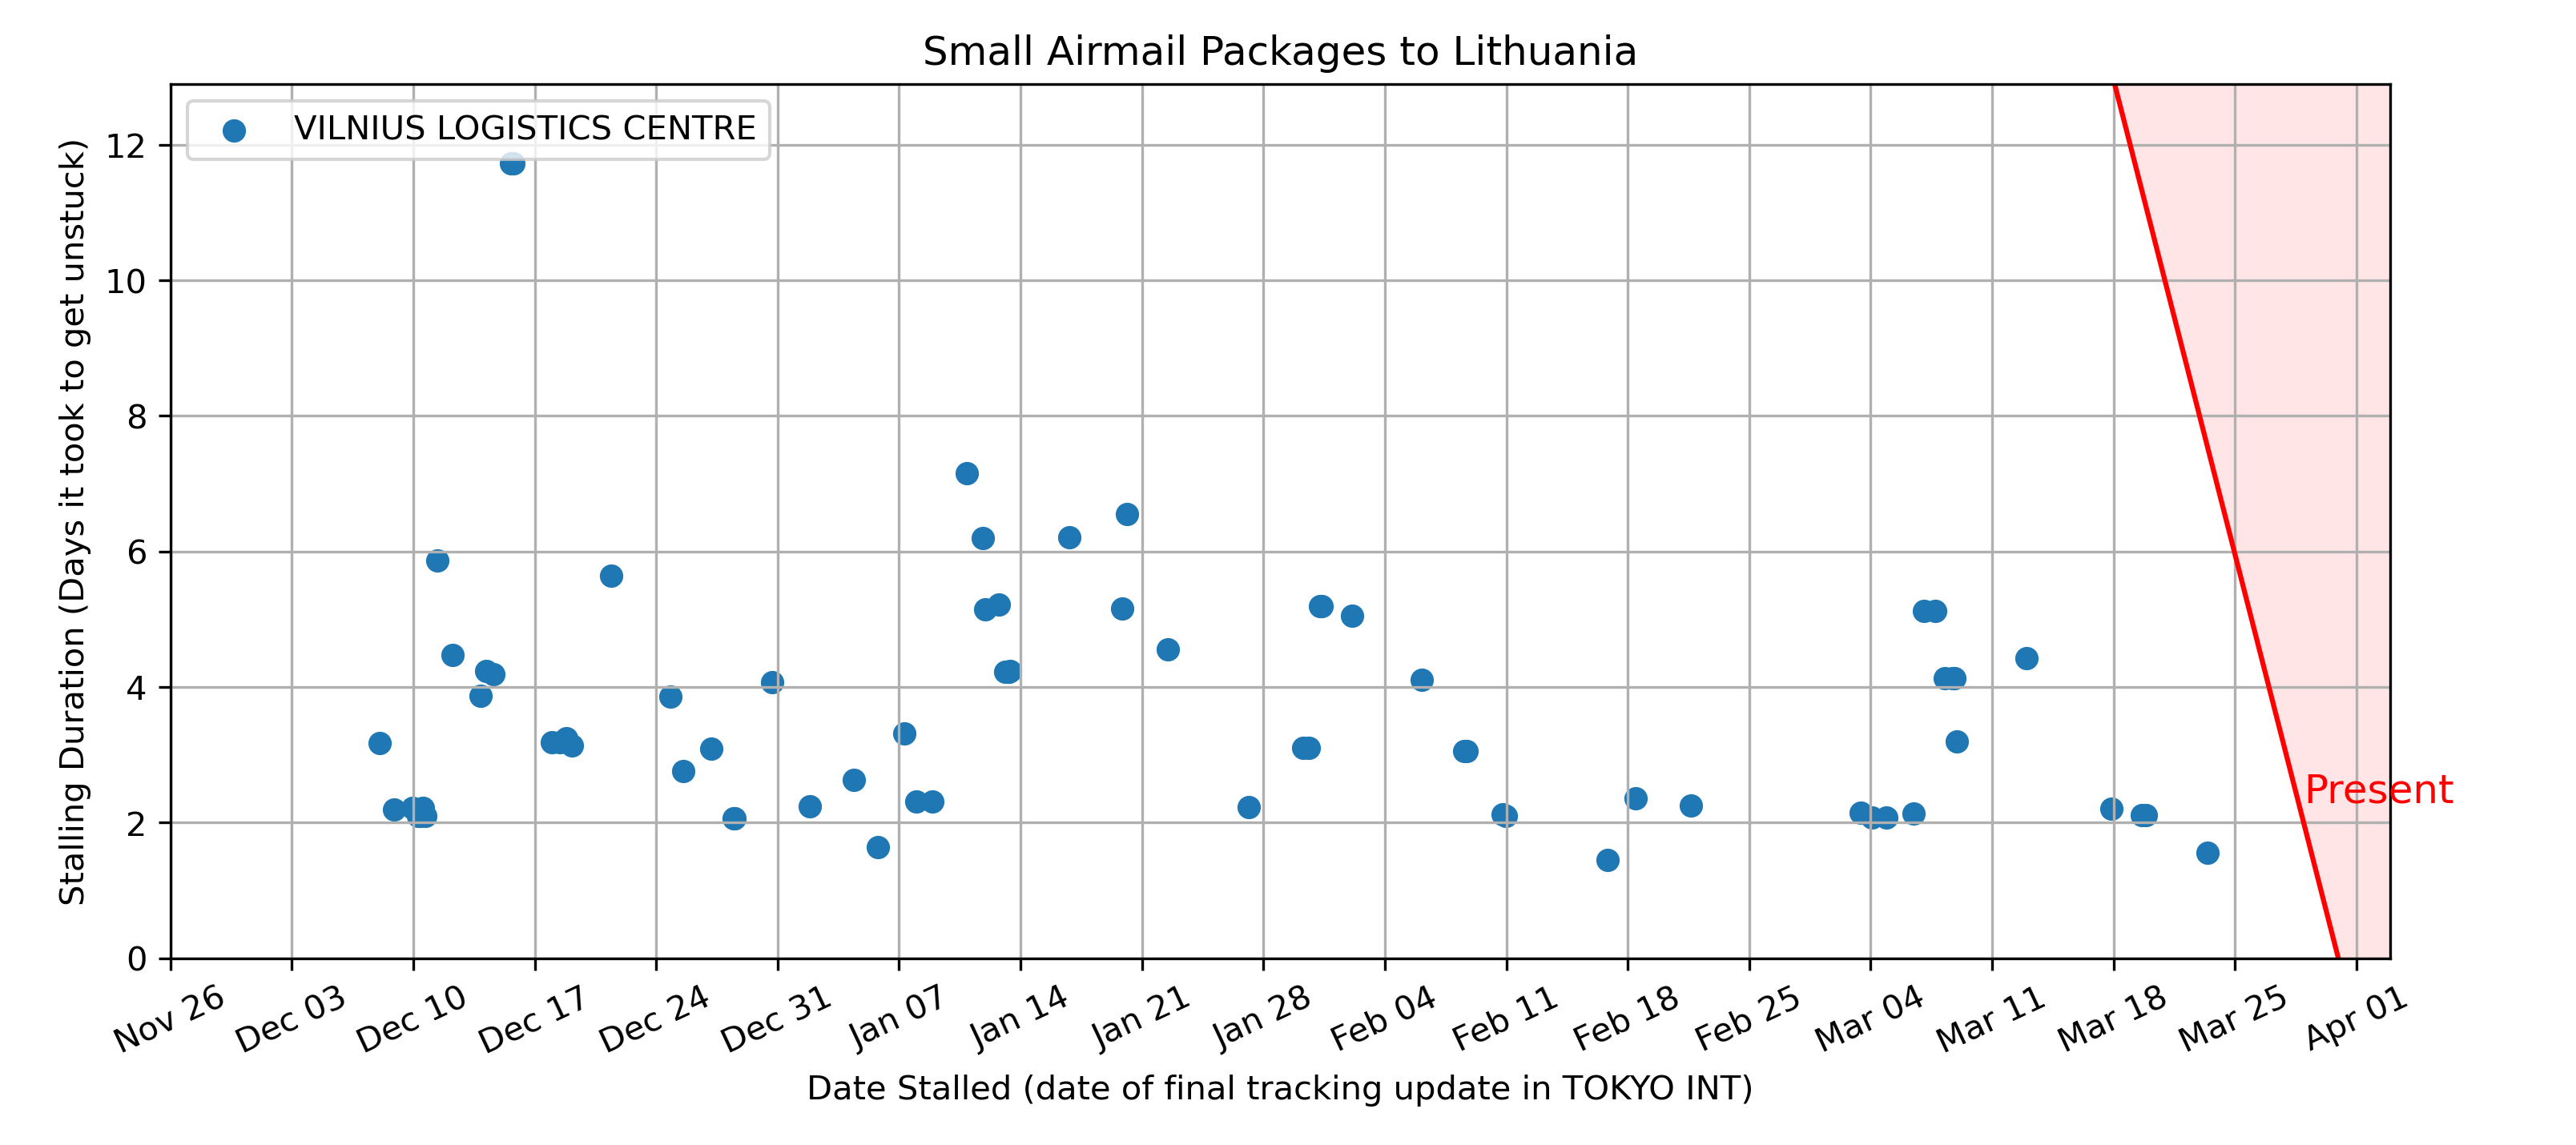 Small Airmail Packages to Lithuania
VILNIUS LOGISTICS CENTRE
Stalling Duration (Days it took to get unstuck)
12
10
8
6
4
2
0
Present
Nov 26
Dec 03
Dec 10
Dec 17
Dec 24
Dec 31
Jan 07
Jan 14
Jan 21
Jan 28
Feb 04
Feb 11
Feb 18
Feb 25
Mar 04
Mar 11
Mar 18
Mar 25
Apr 01
Date Stalled (date of final tracking update in TOKYO INT)